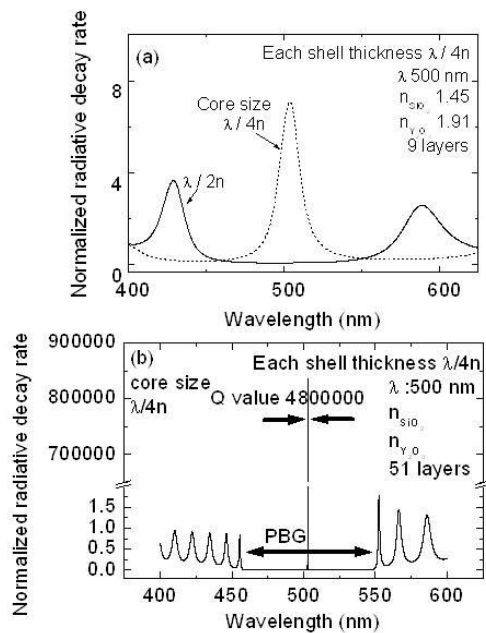 (a)
Each shell thickness λ / 4n
λ 500 nm
n SiO2 1.45
n Y2O3 1.91
9 layers
Core size
λ / 4n
λ / 2n
Normalized radiative decay rate
8
4
0
400 500 600
Wavelength (nm)
(b)
Each shell thickness λ/4n
core size
λ/4n
Q value 4800000
λ :500 nm
n SiO2
n Y2O3
51 layers
PBG
Normalized radiative decay rate
900000
800000
700000
1.5
1.0
0.5
0.0
400 450 500 550 600
Wavelength (nm)